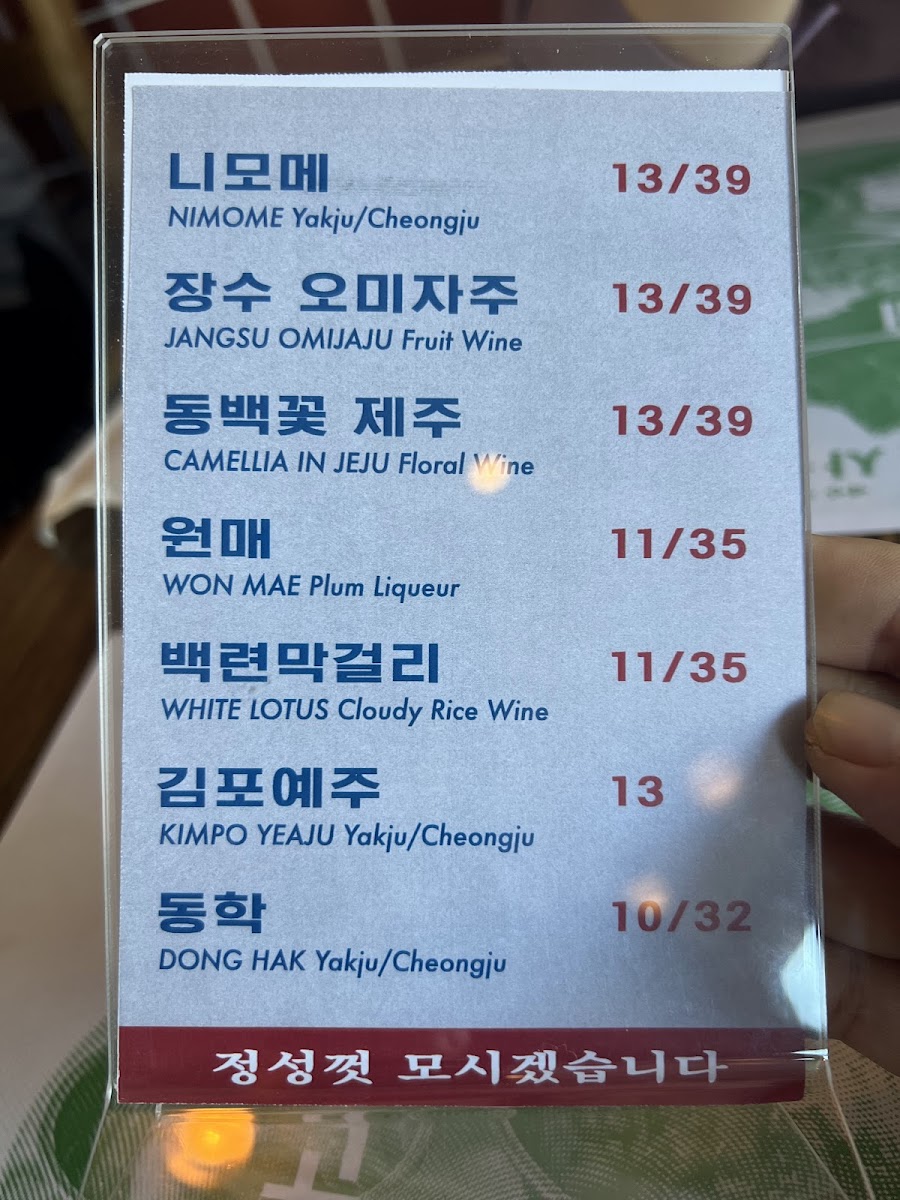 니모메 13/39
NIMOME Yakju/Cheongju
장수 오미자주 13/39
JANGSU OMIJAJU Fruit Wine
동백꽃 제주 13/39
CAMELLIA IN JEJU Floral Wine
원매 11/35
WON MAE Plum Liqueur
백련막걸리 11/35
WHITE LOTUS Cloudy Rice Wine
김포예주 13
KIMPO YEAJU Yakju/Cheongju
동학 10/32
DONG HAK Yakju/Cheongju
정성껏 모시겠습니다